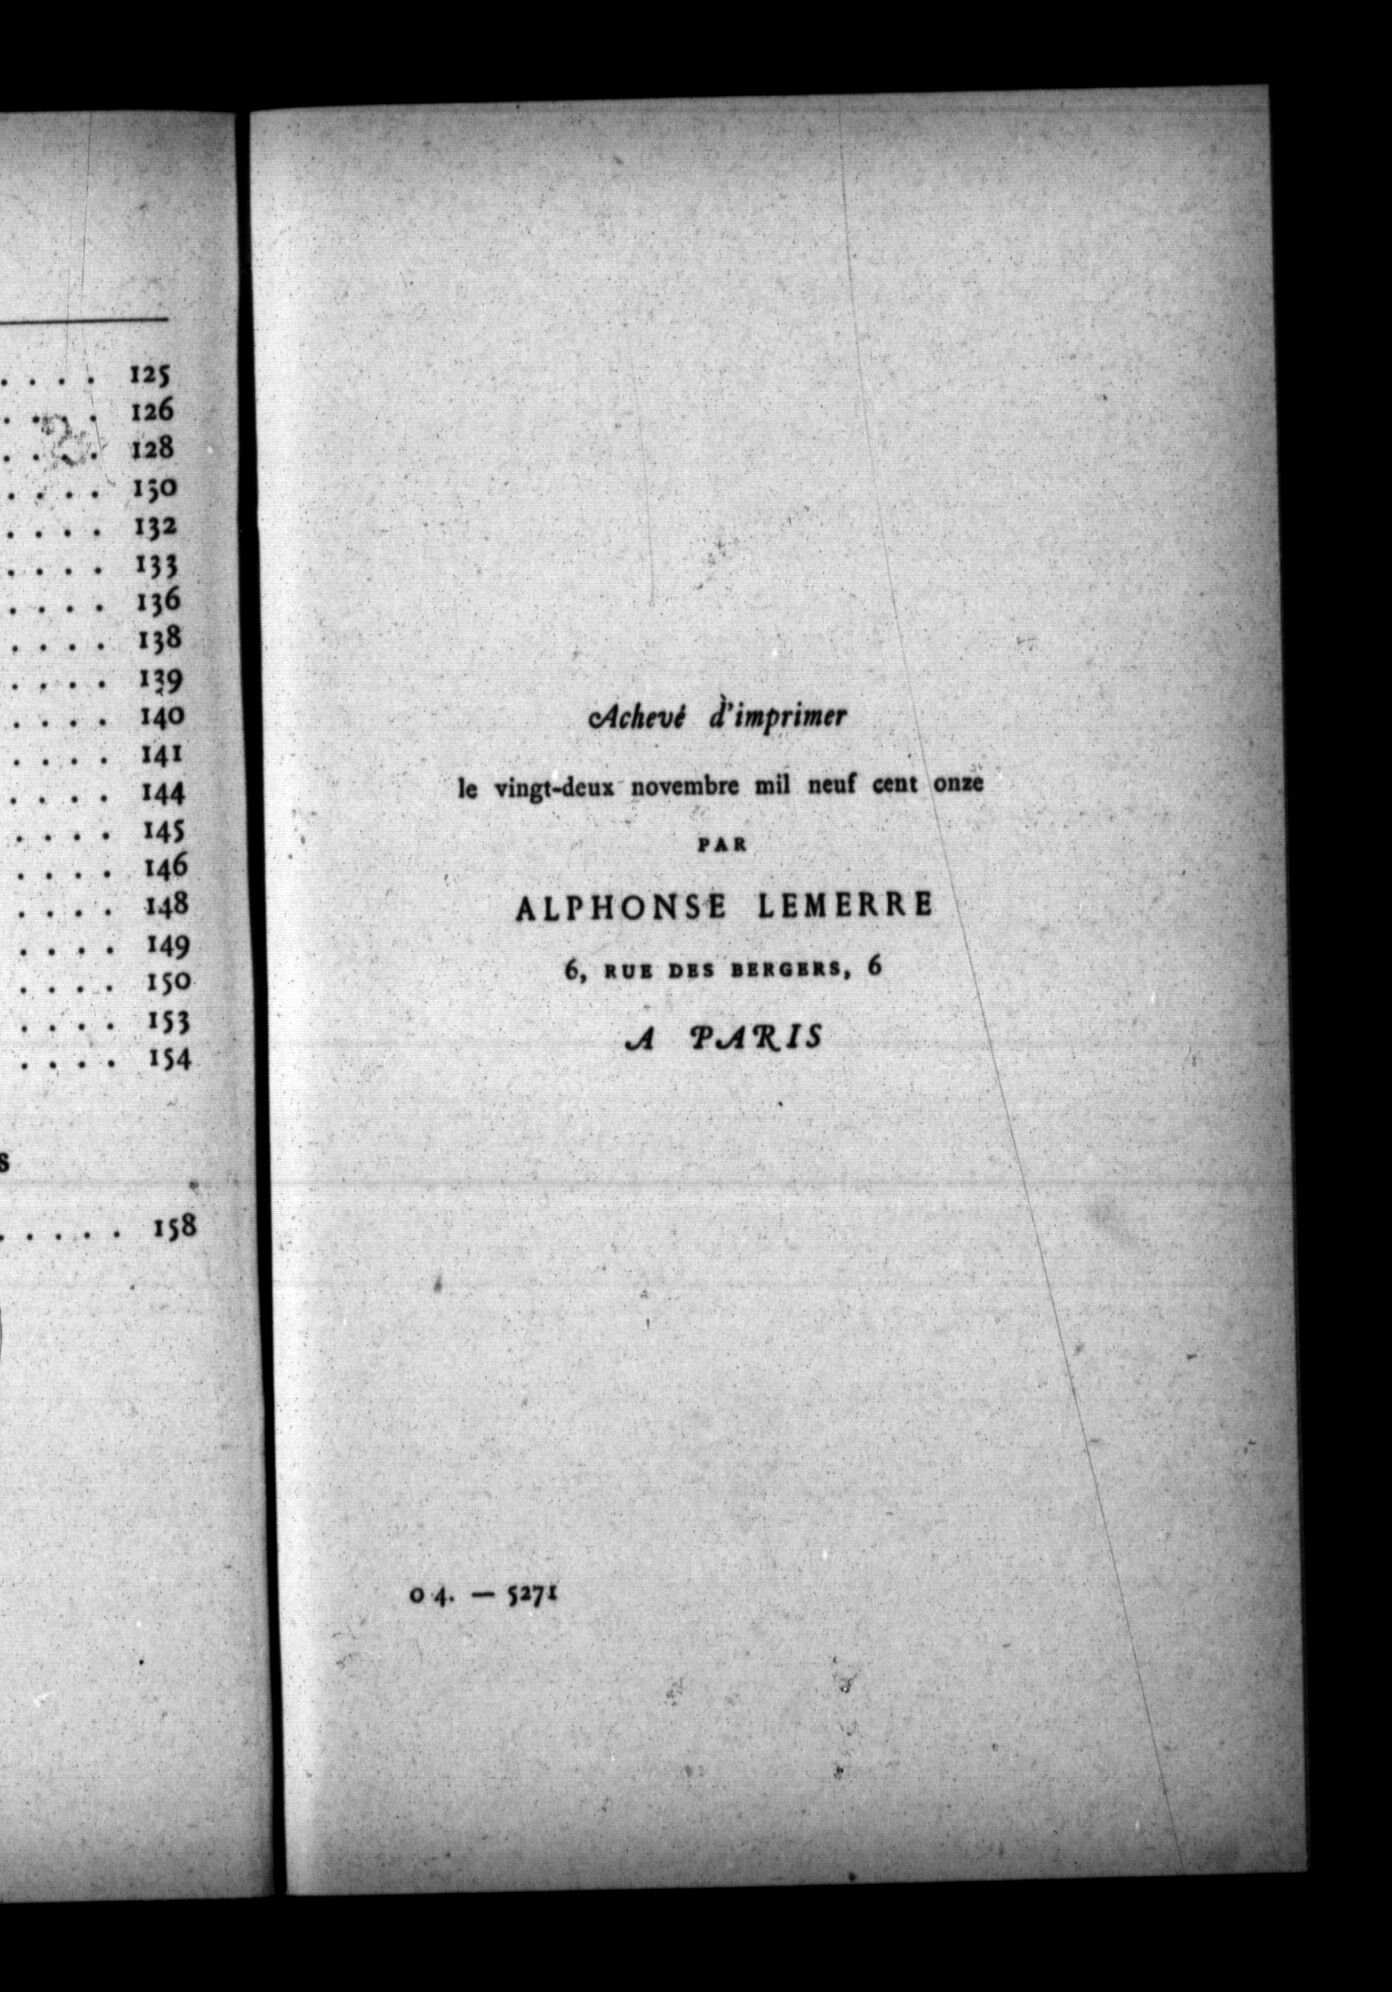 . . . . 125
. . . . 126
. . . . 128
. . . . 130
. . . . 132
. . . . 133
. . . . 136
. . . . 138
. . . . 139
. . . . 140
. . . . 141
. . . . 144
. . . . 145
. . . . 146
. . . . 148
. . . . 149
. . . . 150
. . . . 153
. . . . 154
s
. . . . . 158
Achevé d'imprimer
le vingt-deux novembre mil neuf cent onze
PAR
ALPHONSE LEMERRE
6, RUE DES BERGERS, 6
A PARIS
04. — 5271